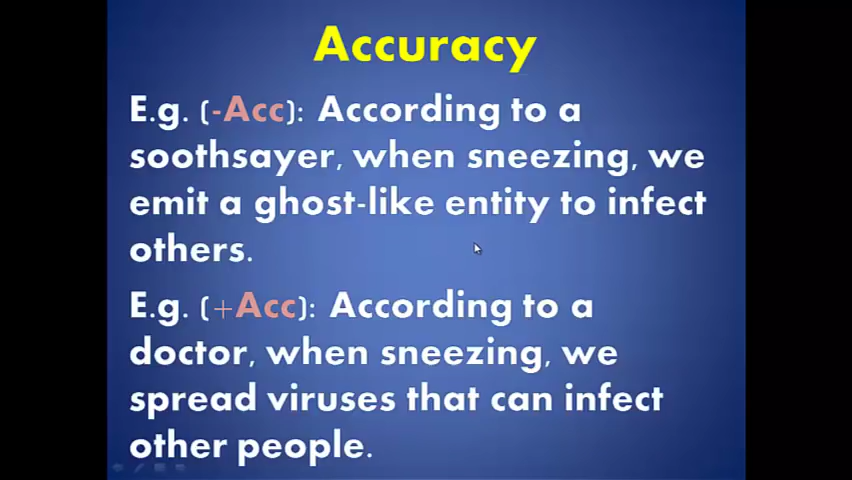 Accuracy
E.g. (-Acc): According to a
soothsayer, when sneezing, we
emit a ghost-like entity to infect
others.
E.g. (+Acc): According to a
doctor, when sneezing, we
spread viruses that can infect
other people.